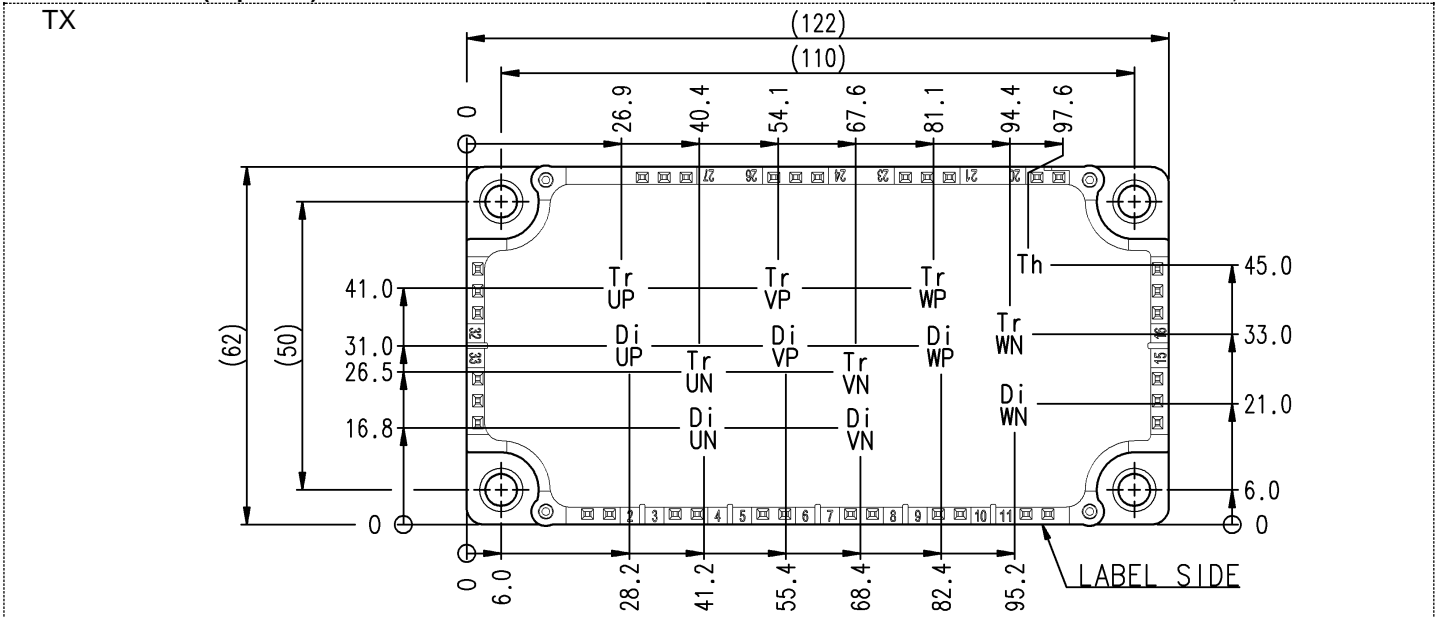 TX
(122)
(110)
0
26.9
40.4
54.1
67.6
81.1
94.4
97.6
27
26
24
23
21
20
Th
45.0
41.0
Tr
UP
Tr
VP
Tr
WP
Tr
WN
33.0
(62)
(50)
32
33
16
15
31.0
Di
UP
Di
VP
Di
WP
26.5
Tr
UN
Tr
VN
Di
WN
21.0
16.8
Di
UN
Di
VN
6.0
0
0
2
3
4
5
6
7
8
9
10
11
0
6.0
28.2
41.2
55.4
68.4
82.4
95.2
LABEL SIDE